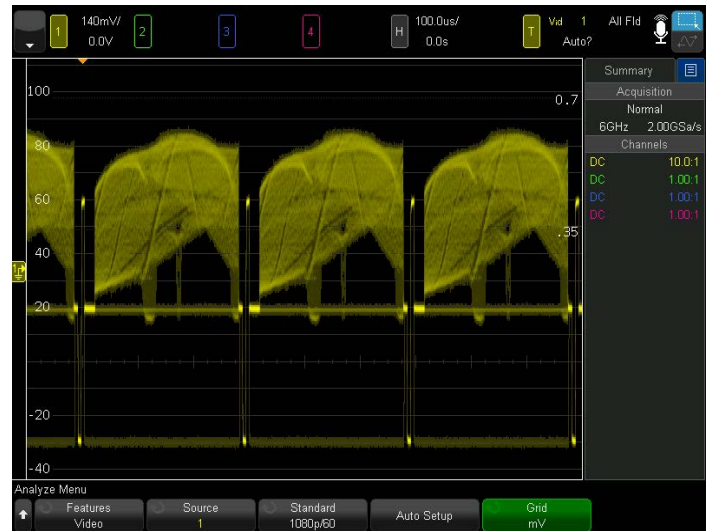 1 140mV/ 0.0V 2 3 4 H 100.0us/ 0.0s T Vid 1 All Fld Auto?
Summary
Acquisition
Normal
6GHz 2.00GSa/s
Channels
DC 10.0:1
DC 1.00:1
DC 1.00:1
DC 1.00:1
100
0.7
80
60
40
.35
20
-20
-40
Analyze Menu
Features
Video
Source
1
Standard
1080p/60
Auto Setup
Grid
mV